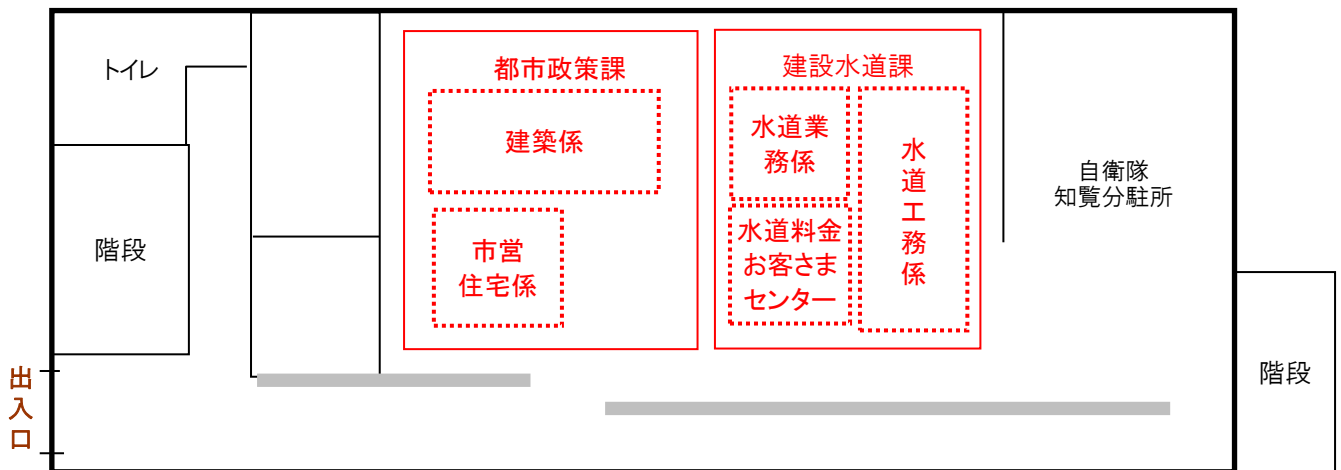 トイレ
階段
出
入
口
都市政策課
建築係
市営
住宅係
建設水道課
水道業
務係
水道料金
お客さま
センター
水
道
工
務
係
自衛隊
知覧分駐所
階段